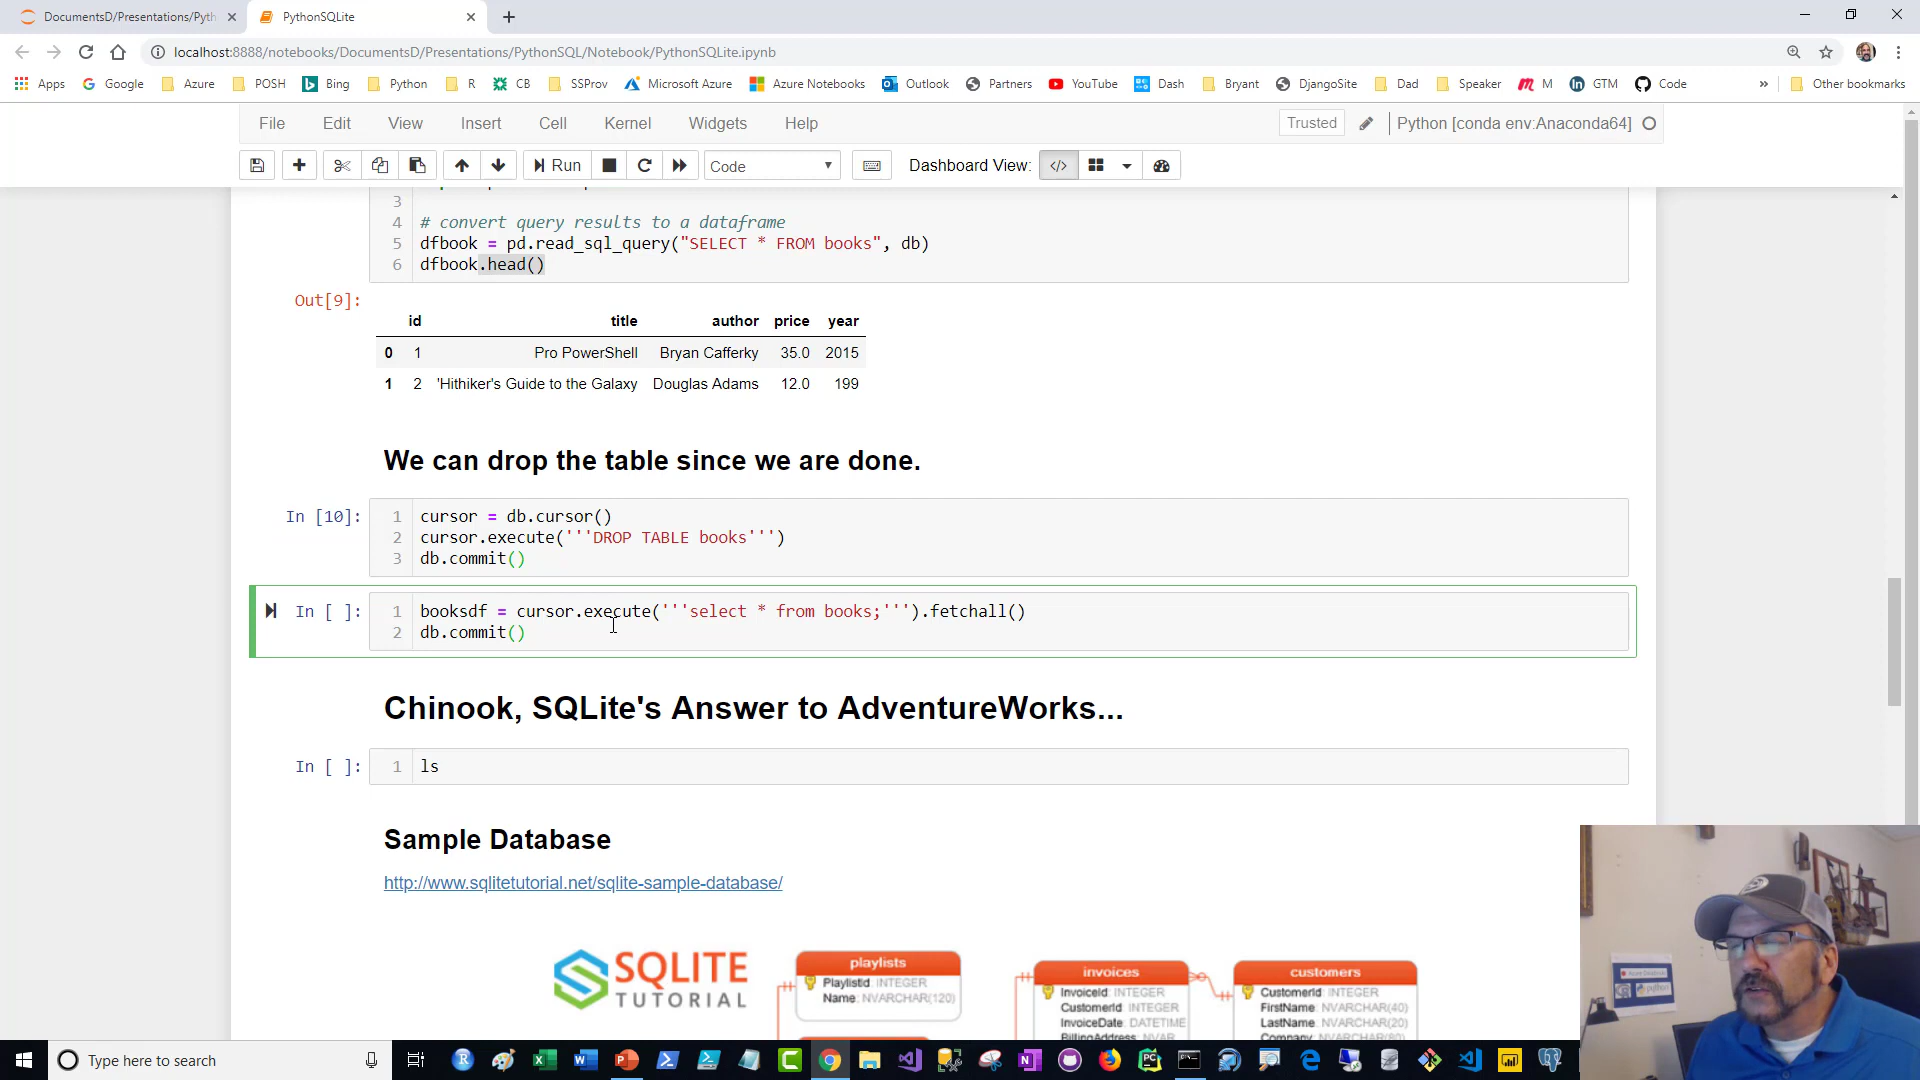 DocumentsD/Presentations/Pyth
PythonSQLite
localhost:8888/notebooks/DocumentsD/Presentations/PythonSQL/Notebook/PythonSQLite.ipynb
Apps Google Azure POSH Bing Python R CB SSProv Microsoft Azure Azure Notebooks Outlook Partners YouTube Dash Bryant DjangoSite Dad Speaker M GTM Code » Other bookmarks
File Edit View Insert Cell Kernel Widgets Help Trusted Python [conda env:Anaconda64]
Run Code Dashboard View:
3
4 # convert query results to a dataframe
5 dfbook = pd.read_sql_query("SELECT * FROM books", db)
6 dfbook.head()
Out[9]:
id title author price year
0 1 Pro PowerShell Bryan Cafferky 35.0 2015
1 2 'Hithiker's Guide to the Galaxy Douglas Adams 12.0 199
We can drop the table since we are done.
In [10]: 1 cursor = db.cursor()
2 cursor.execute('''DROP TABLE books''')
3 db.commit()
In [ ]: 1 booksdf = cursor.execute('''select * from books;''').fetchall()
2 db.commit()
Chinook, SQLite's Answer to AdventureWorks...
In [ ]: 1 ls
Sample Database
http://www.sqlitetutorial.net/sqlite-sample-database/
SQLITE
TUTORIAL
playlists
PlaylistId: INTEGER
Name: NVARCHAR(120)
invoices
InvoiceId: INTEGER
CustomerId: INTEGER
InvoiceDate: DATETIME
customers
CustomerId: INTEGER
FirstName: NVARCHAR(40)
LastName: NVARCHAR(20)
Company: NVARCHAR(80)
python
Type here to search